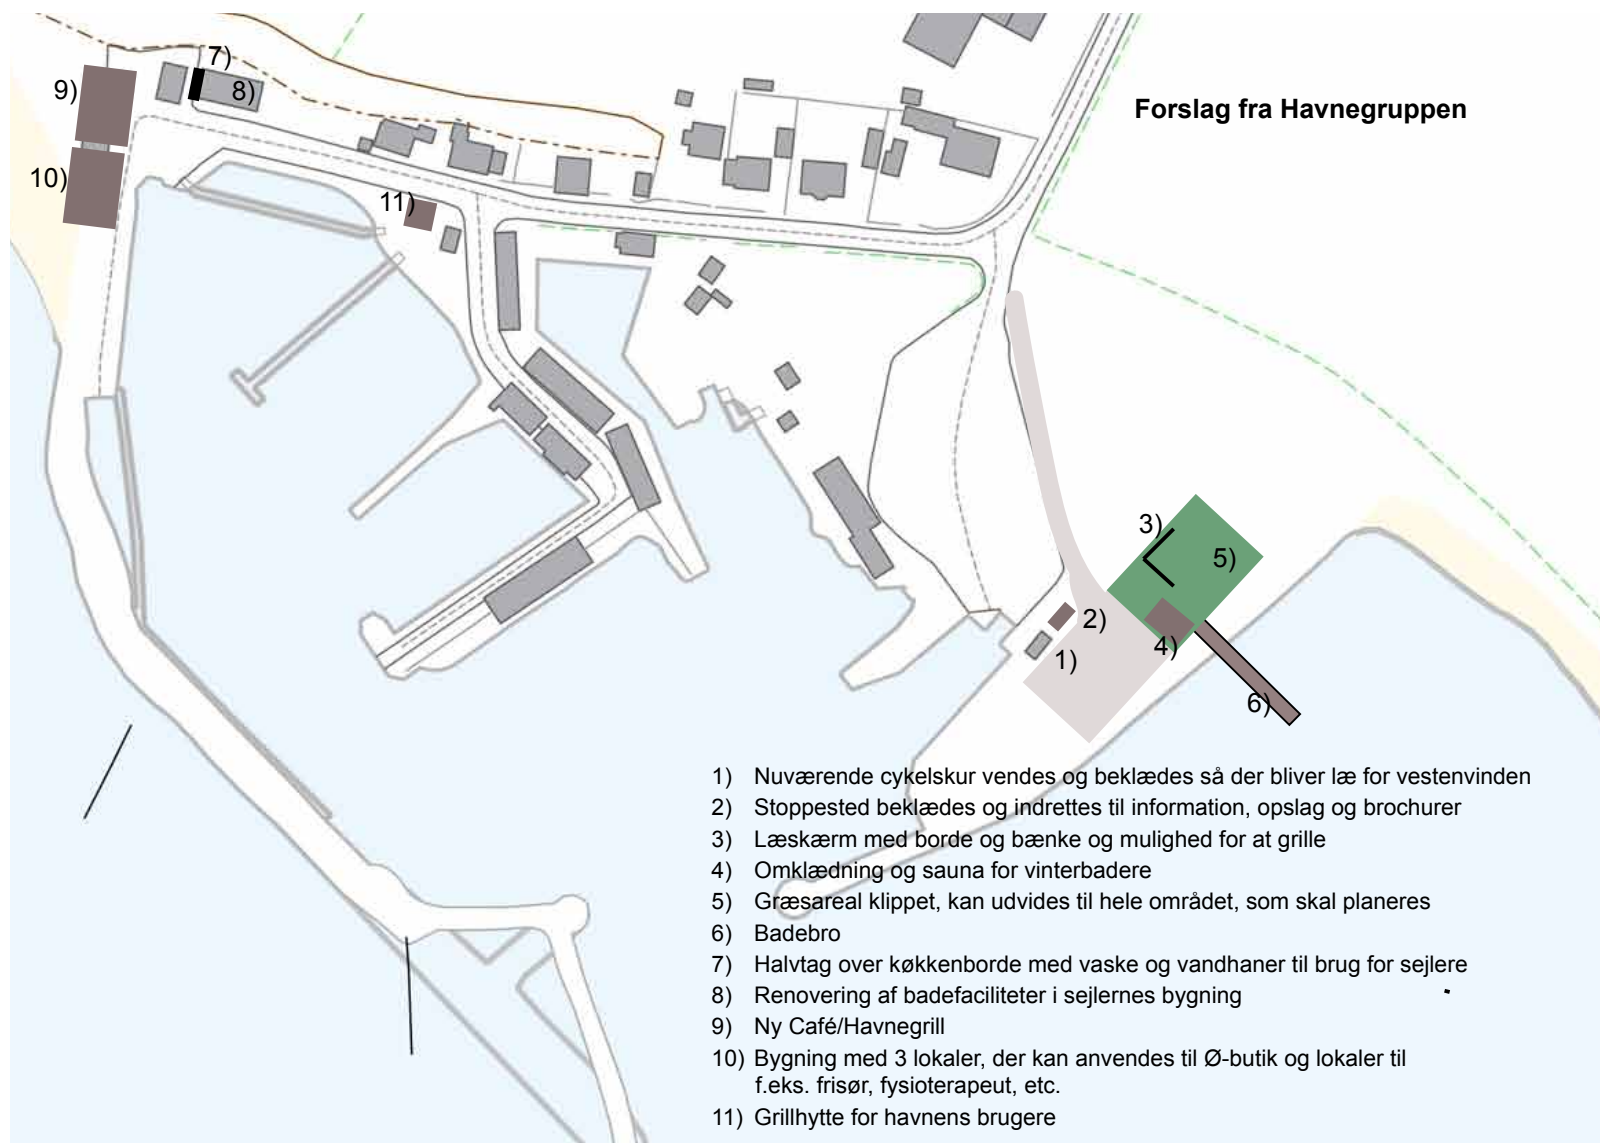 7)
9)
8)
Forslag fra Havnegruppen
10)
11)
3)
5)
2)
4)
1)
6)
1) Nuværende cykelskur vendes og beklædes så der bliver læ for vestenvinden
2) Stoppested beklædes og indrettes til information, opslag og brochurer
3) Læskærm med borde og bænke og mulighed for at grille
4) Omklædning og sauna for vinterbadere
5) Græsareal klippet, kan udvides til hele området, som skal planeres
6) Badebro
7) Halvtag over køkkenborde med vaske og vandhaner til brug for sejlere
8) Renovering af badefaciliteter i sejlernes bygning
9) Ny Café/Havnegrill
10) Bygning med 3 lokaler, der kan anvendes til Ø-butik og lokaler til
f.eks. frisør, fysioterapeut, etc.
11) Grillhytte for havnens brugere